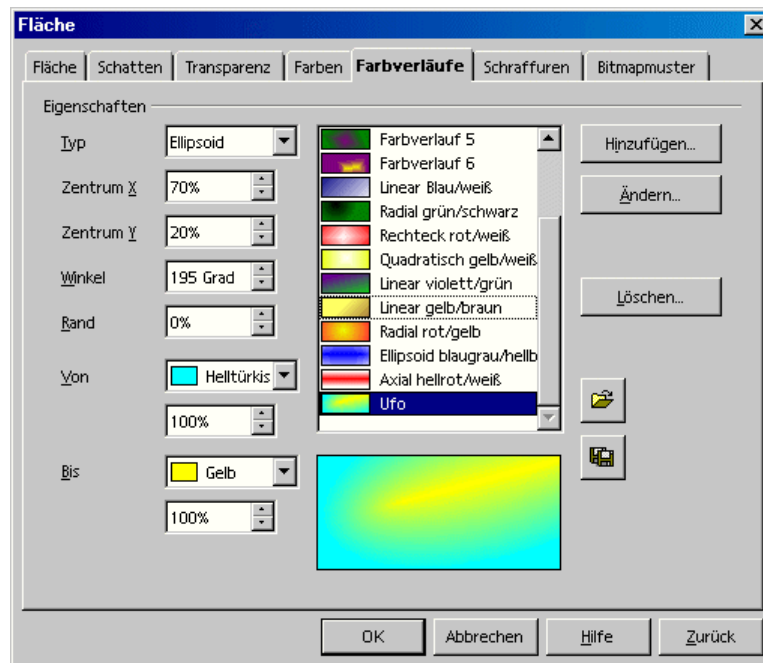 Fläche
Fläche Schatten Transparenz Farben Farbverläufe Schraffuren Bitmapmuster
Eigenschaften
Typ Ellipsoid
Zentrum X 70%
Zentrum Y 20%
Winkel 195 Grad
Rand 0%
Von Helltürkis
100%
Bis Gelb
100%
Farbverlauf 5
Farbverlauf 6
Linear Blau/weiß
Radial grün/schwarz
Rechteck rot/weiß
Quadratisch gelb/weiß
Linear violett/grün
Linear gelb/braun
Radial rot/gelb
Ellipsoid blaugrau/hellb
Axial hellrot/weiß
Ufo
Hinzufügen...
Ändern...
Löschen...
OK Abbrechen Hilfe Zurück